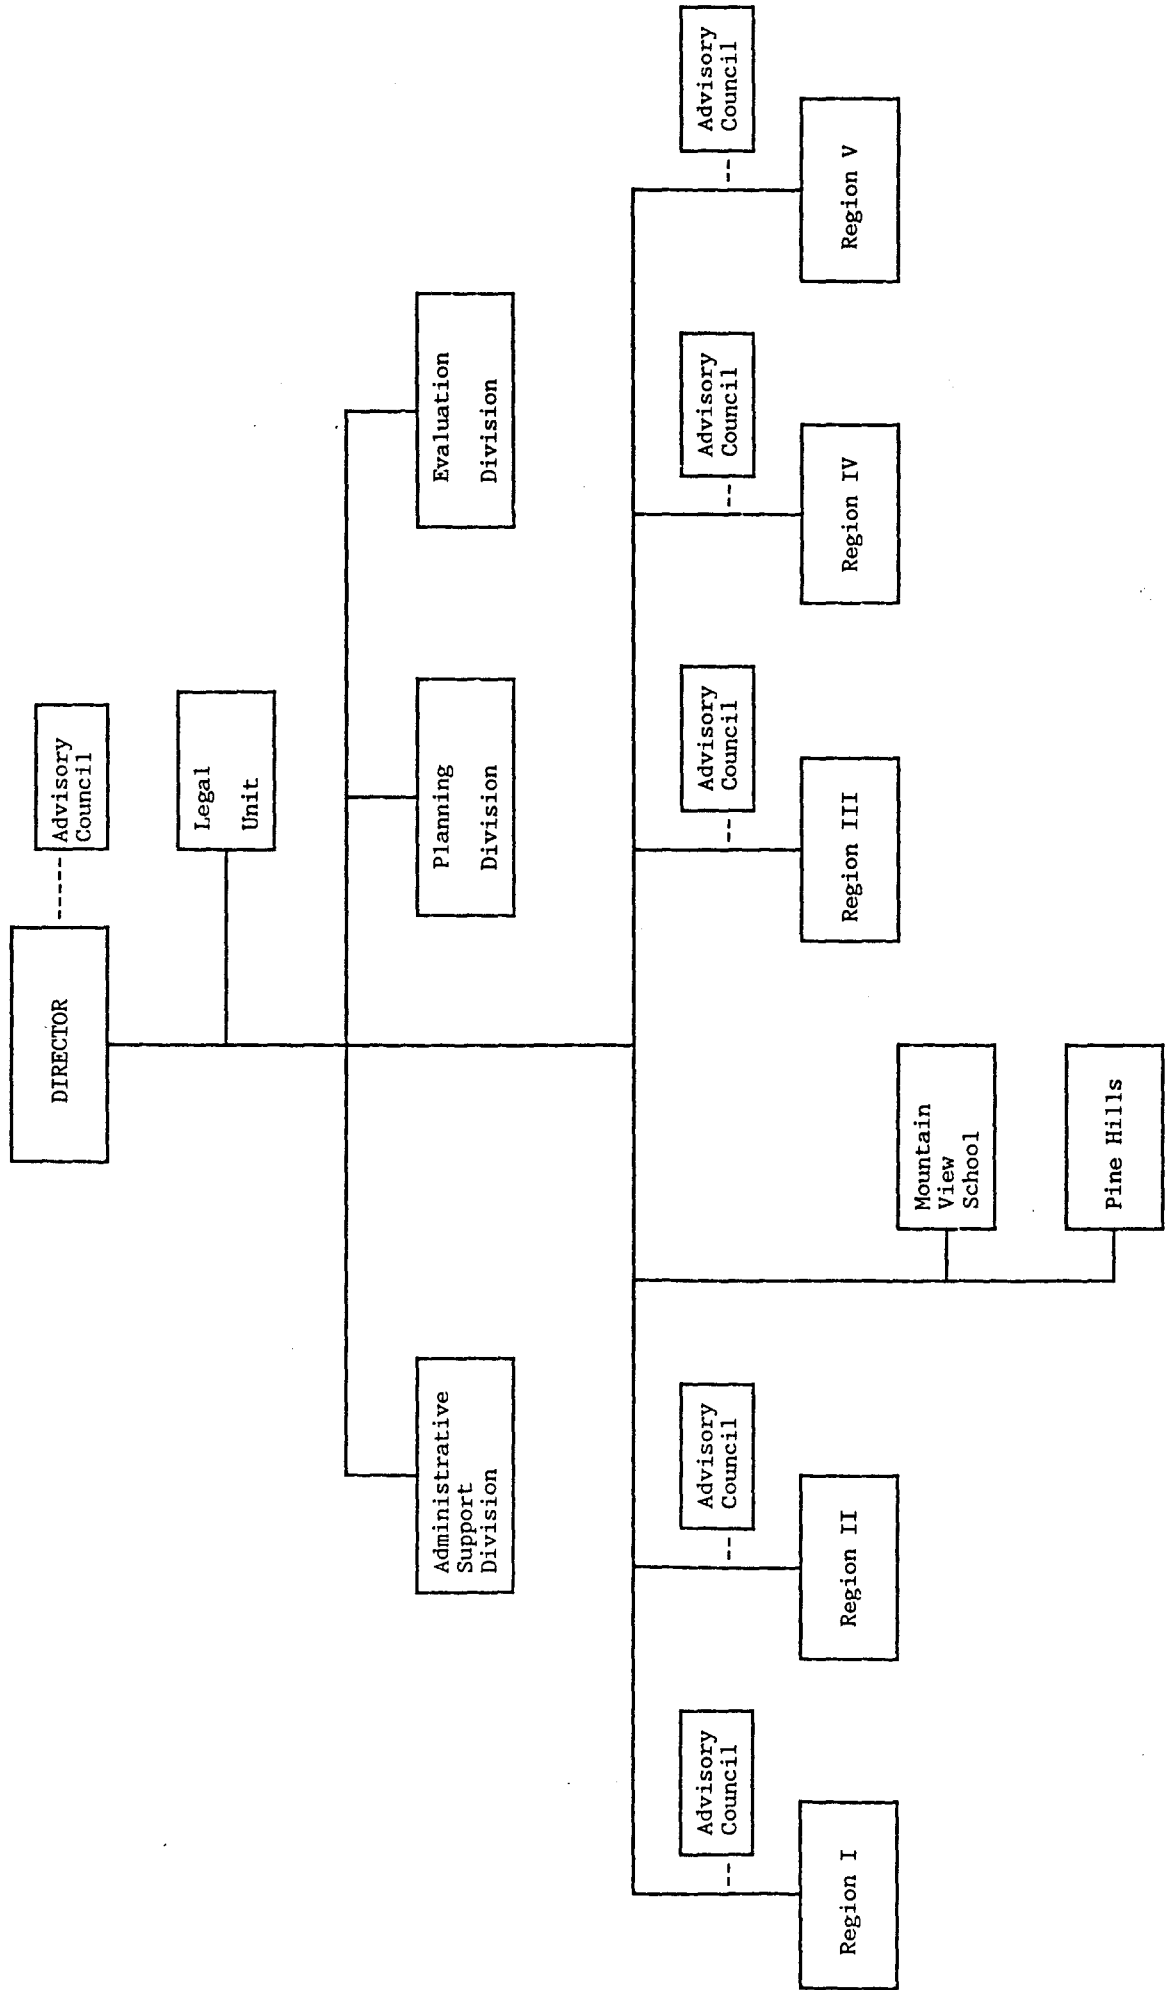 DIRECTOR
Advisory
Council
Legal
Unit
Administrative
Support
Division
Planning
Division
Evaluation
Division
Advisory
Council
Region I
Advisory
Council
Region II
Mountain
View
School
Pine Hills
Advisory
Council
Region III
Advisory
Council
Region IV
Advisory
Council
Region V